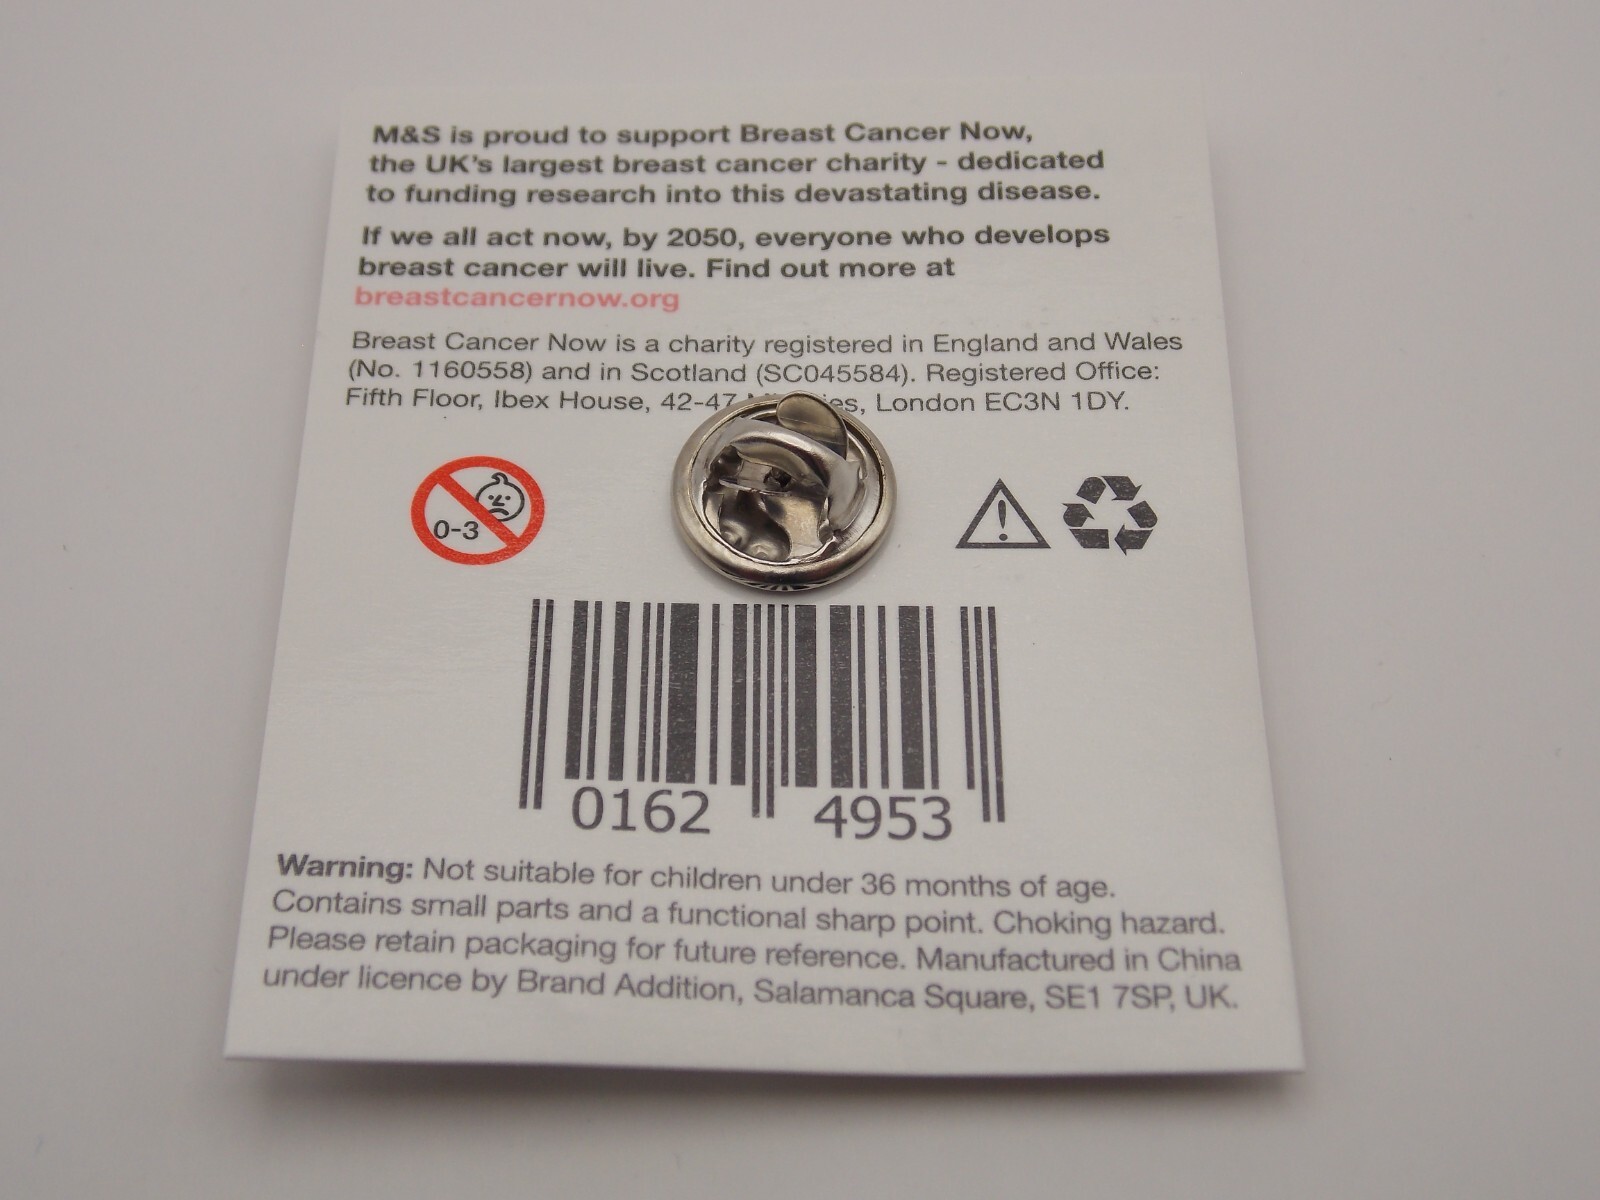 M&S is proud to support Breast Cancer Now,
the UK's largest breast cancer charity - dedicated
to funding research into this devastating disease.
If we all act now, by 2050, everyone who develops
breast cancer will live. Find out more at
breastcancernow.org
Breast Cancer Now is a charity registered in England and Wales
(No. 1160558) and in Scotland (SC045584). Registered Office:
Fifth Floor, Ibex House, 42-47 London EC3N 1DY.
0-3
0162 4953
Warning: Not suitable for children under 36 months of age.
Contains small parts and a functional sharp point. Choking hazard.
Please retain packaging for future reference. Manufactured in China
under licence by Brand Addition, Salamanca Square, SE1 7SP, UK.